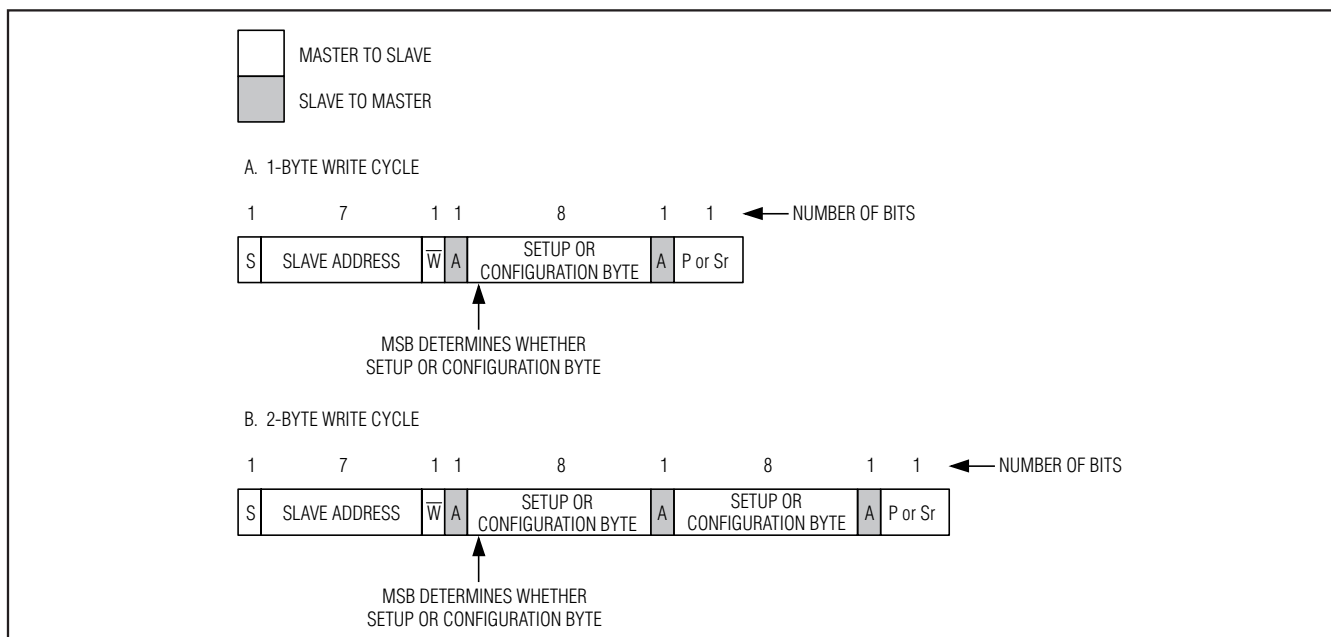 MASTER TO SLAVE
SLAVE TO MASTER
A. 1-BYTE WRITE CYCLE
1 7 1 1 8 1 1 NUMBER OF BITS
S SLAVE ADDRESS W̅ A SETUP OR CONFIGURATION BYTE A P or Sr
MSB DETERMINES WHETHER
SETUP OR CONFIGURATION BYTE
B. 2-BYTE WRITE CYCLE
1 7 1 1 8 1 8 1 1 NUMBER OF BITS
S SLAVE ADDRESS W̅ A SETUP OR CONFIGURATION BYTE A SETUP OR CONFIGURATION BYTE A P or Sr
MSB DETERMINES WHETHER
SETUP OR CONFIGURATION BYTE